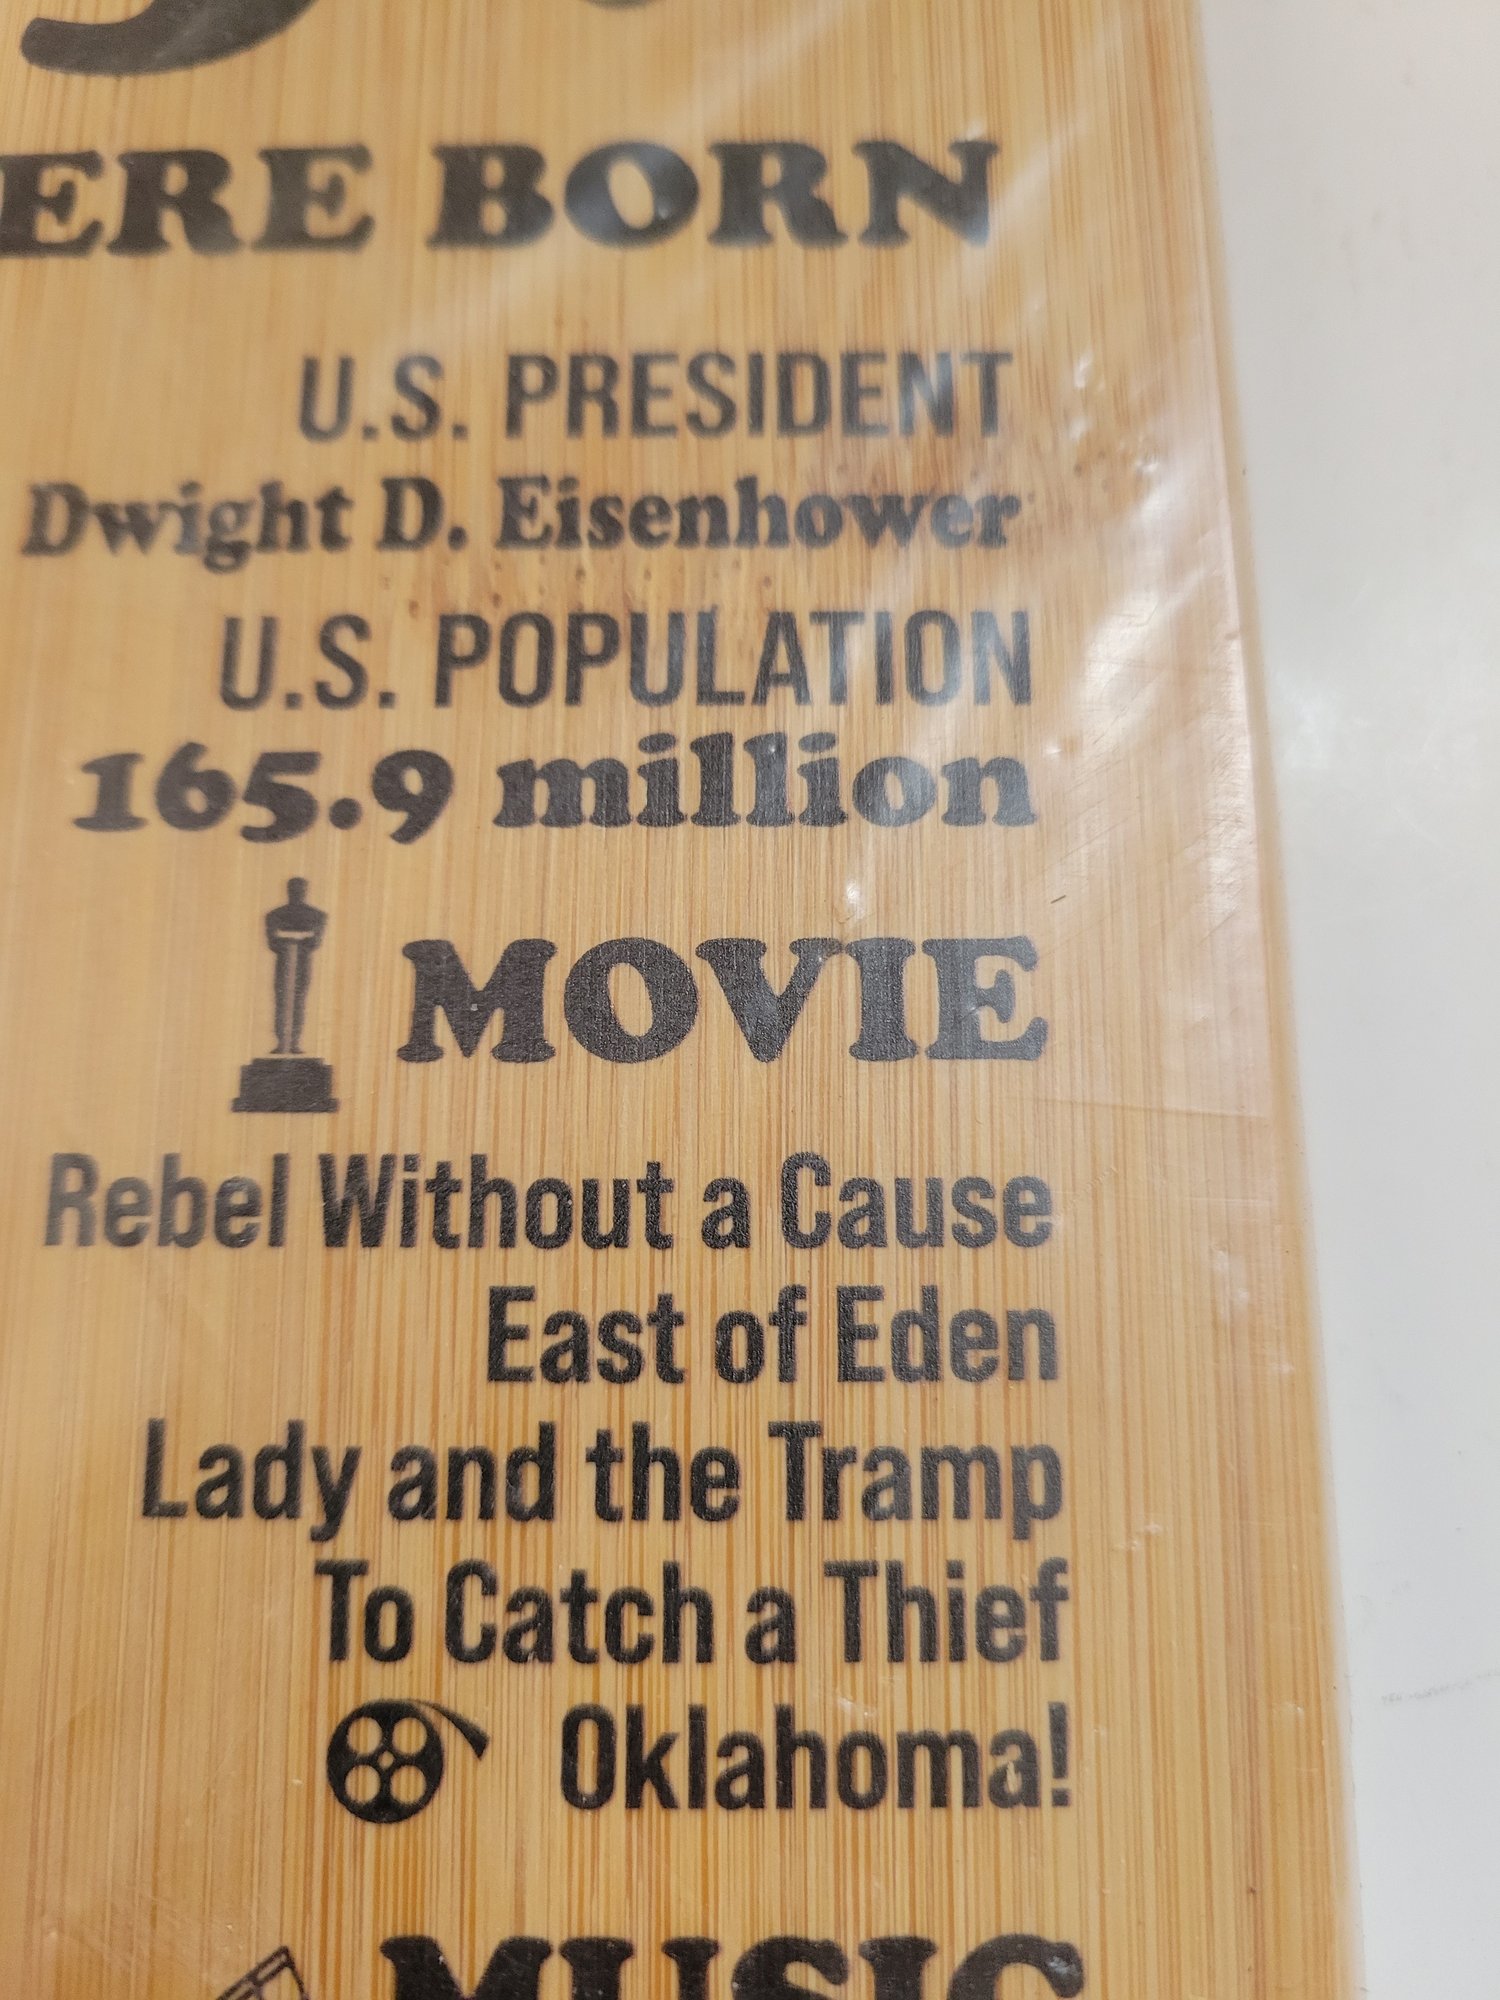 ERE BORN
U.S. PRESIDENT
Dwight D. Eisenhower
U.S. POPULATION
165.9 million
MOVIE
Rebel Without a Cause
East of Eden
Lady and the Tramp
To Catch a Thief
Oklahoma!
MUSIC